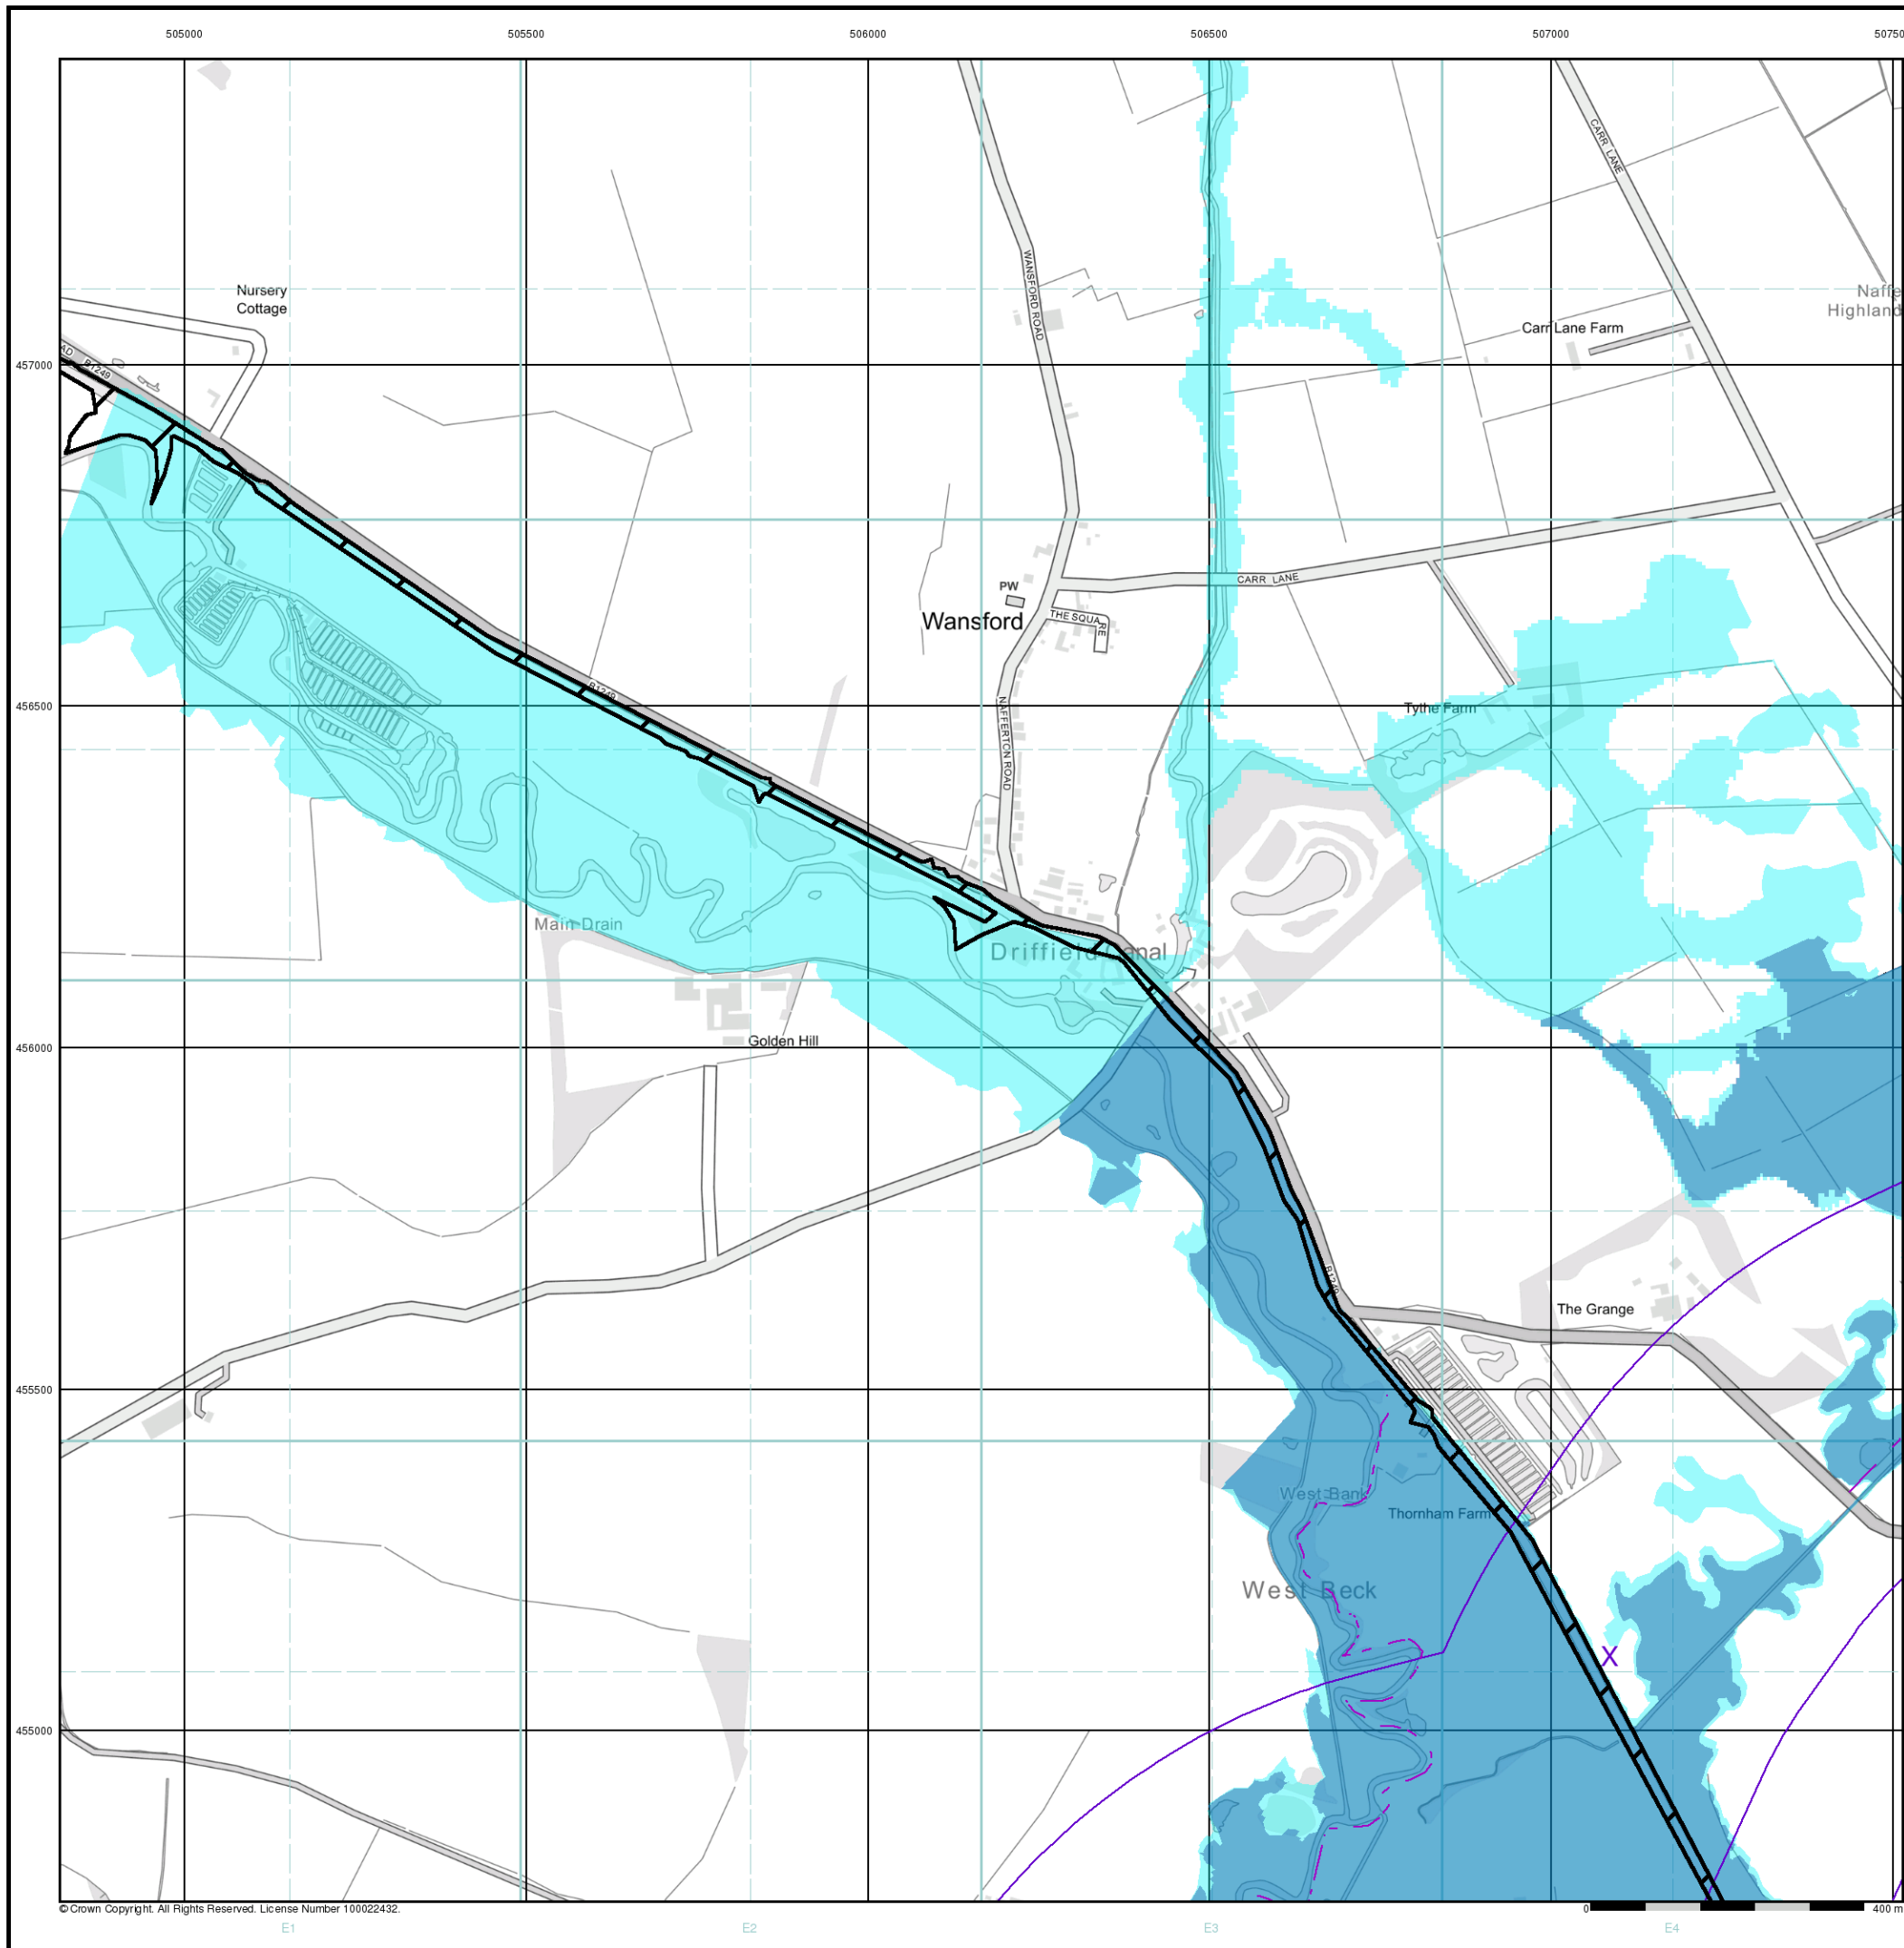 505000
505500
506000
506500
507000
50750
CARR LANE
WANSFORD ROAD
Nursery
Cottage
Naffe
Highland
Carr Lane Farm
AD
B1249
457000
CARR LANE
PW
THE SQUARE
Wansford
B1249
NAFFERTON ROAD
Tythe Farm
456500
Main Drain
Driffield Canal
Golden Hill
456000
B1249
The Grange
455500
West Bank
Thornham Farm
West Beck
X
455000
© Crown Copyright. All Rights Reserved. License Number 100022432.
0
400 m
E1
E2
E3
E4